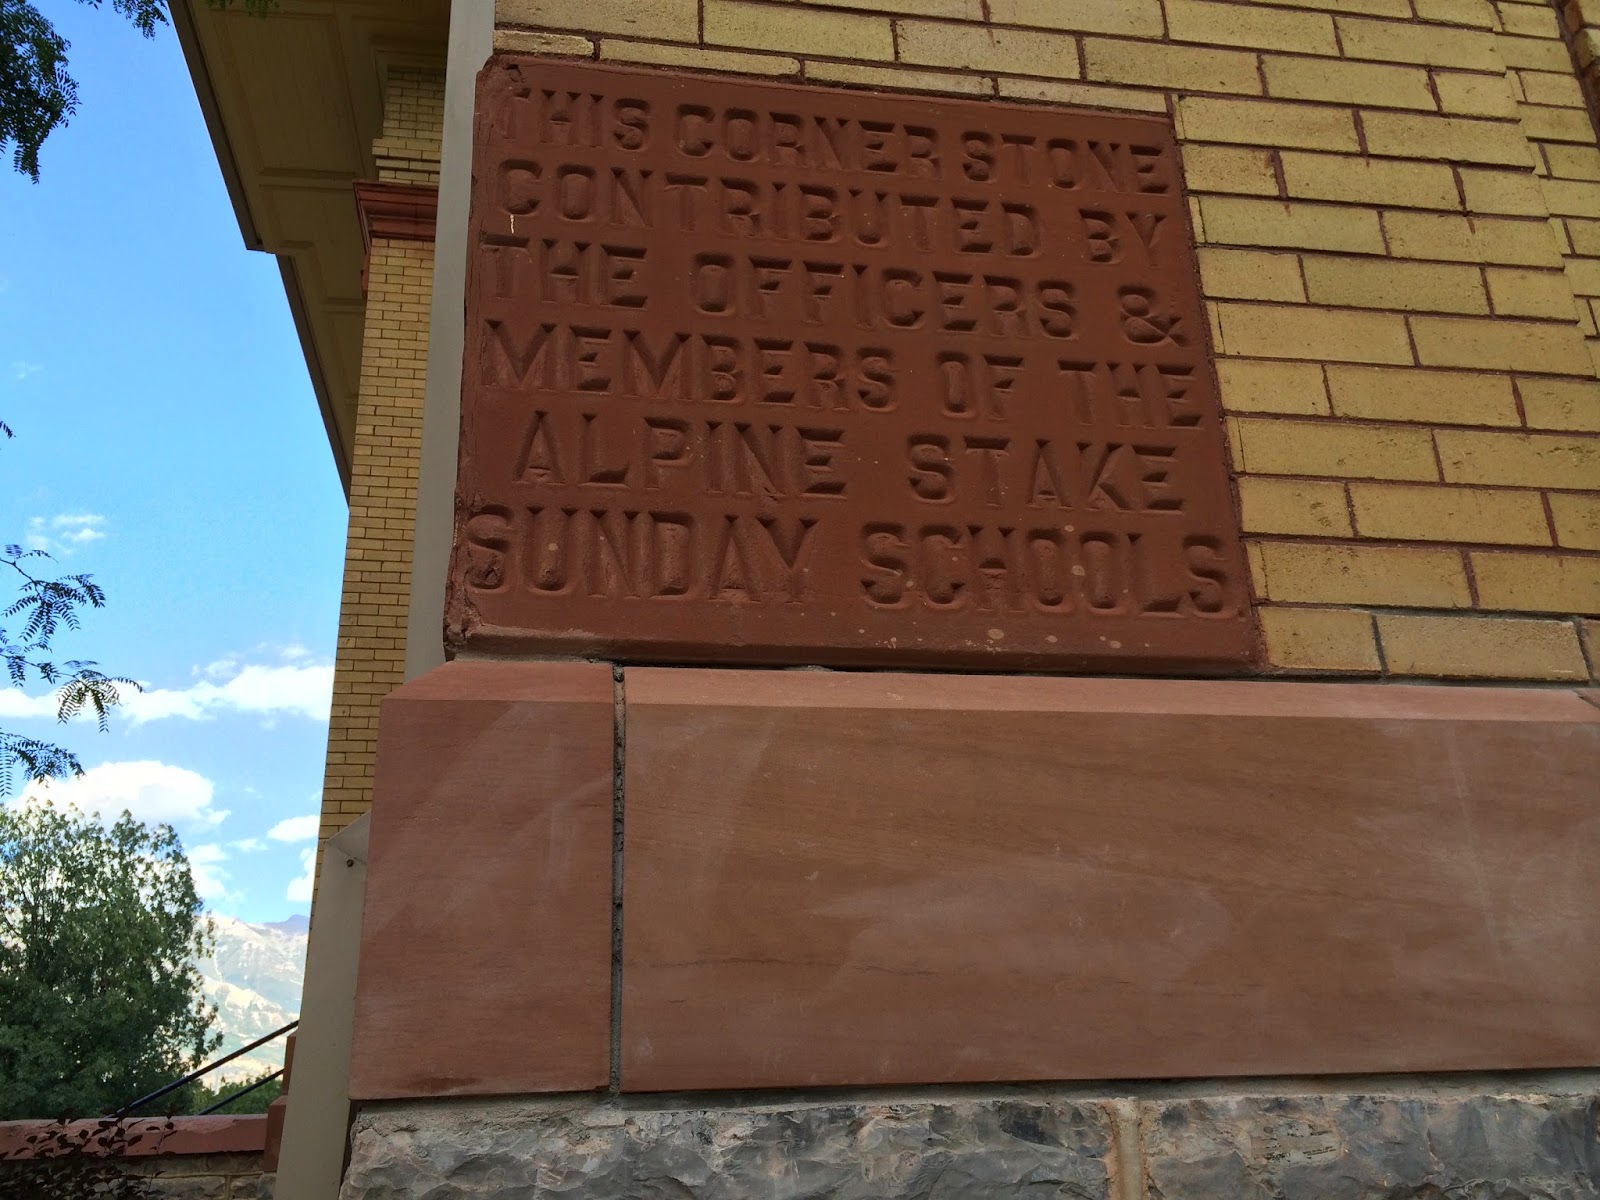 THIS CORNER STONE
CONTRIBUTED BY
THE OFFICERS &
MEMBERS OF THE
ALPINE STAKE
SUNDAY SCHOOLS.